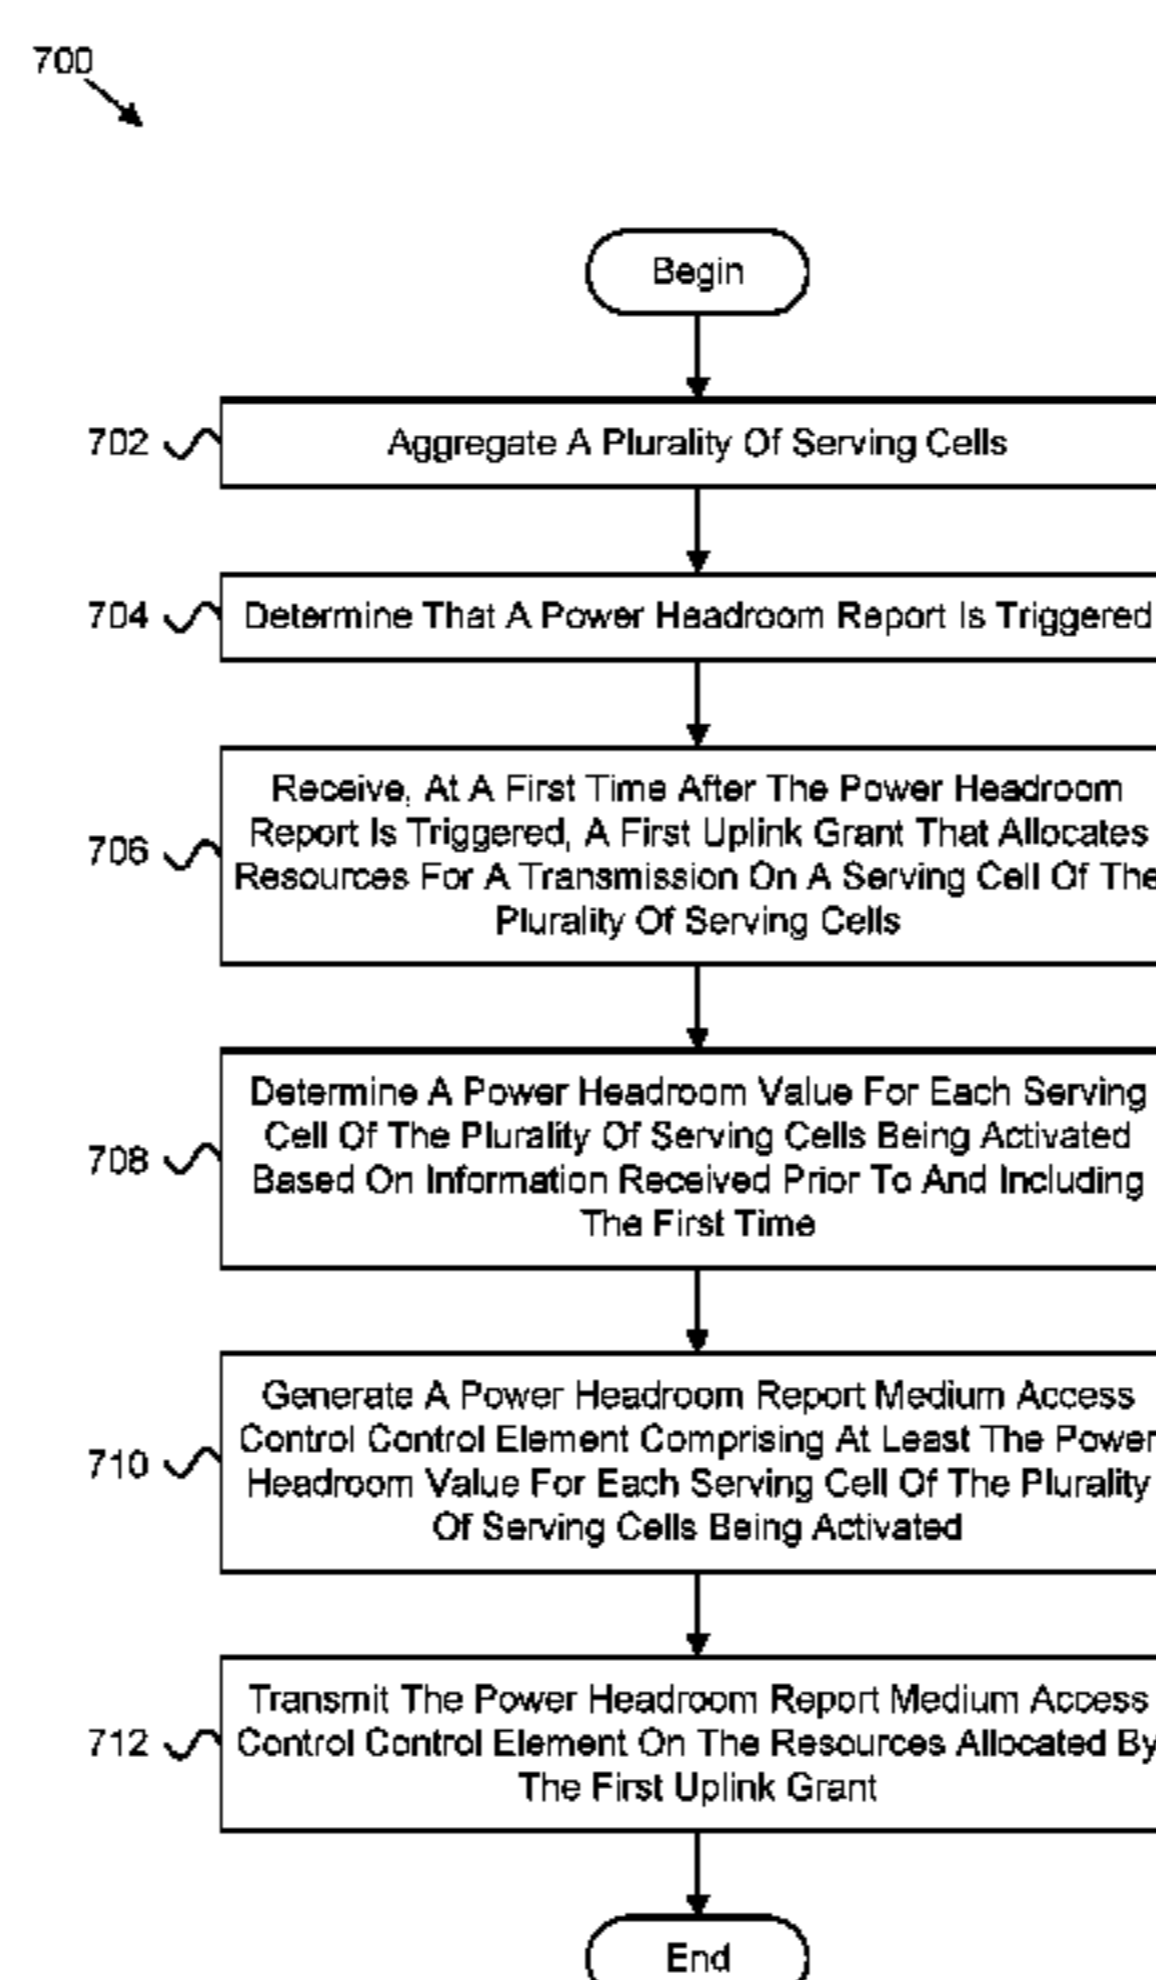 700
Begin
702
Aggregate A Plurality Of Serving Cells
704
Determine That A Power Headroom Report Is Triggered
706
Receive, At A First Time After The Power Headroom
Report Is Triggered, A First Uplink Grant That Allocates
Resources For A Transmission On A Serving Cell Of The
Plurality Of Serving Cells
708
Determine A Power Headroom Value For Each Serving
Cell Of The Plurality Of Serving Cells Being Activated
Based On Information Received Prior To And Including
The First Time
710
Generate A Power Headroom Report Medium Access
Control Control Element Comprising At Least The Power
Headroom Value For Each Serving Cell Of The Plurality
Of Serving Cells Being Activated
712
Transmit The Power Headroom Report Medium Access
Control Control Element On The Resources Allocated By
The First Uplink Grant
End